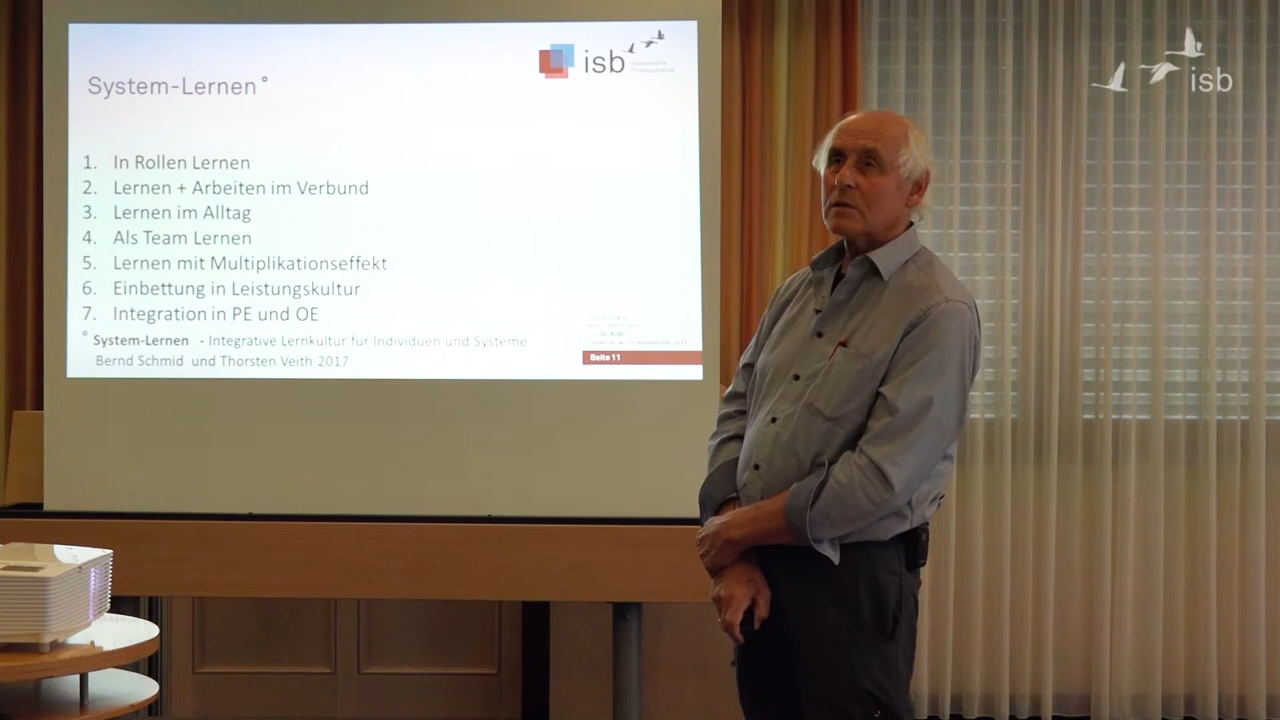 System-Lernen°
isb
isb
1. In Rollen Lernen
2. Lernen + Arbeiten im Verbund
3. Lernen im Alltag
4. Als Team Lernen
5. Lernen mit Multiplikationseffekt
6. Einbettung in Leistungskultur
7. Integration in PE und OE
° System-Lernen - Integrative Lernkultur für Individuen und Systeme
Bernd Schmid und Thorsten Veith 2017
Seite 11